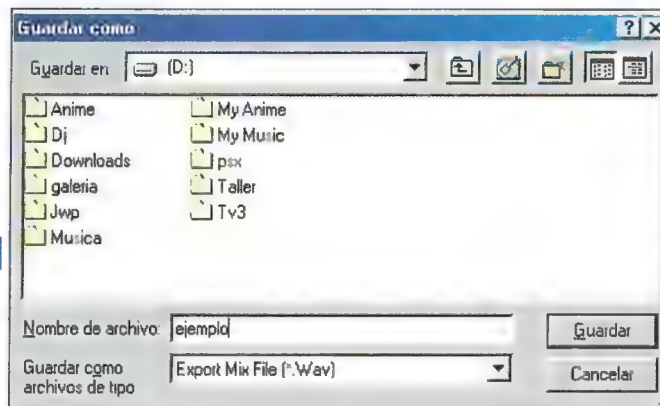 Guardar como
Guardar en (D:)
Anime
Dj
Downloads
galeria
Jwp
Musica
My Anime
My Music
psx
Taller
Tv3
Nombre de archivo: ejemplo
Guardar
Guardar como archivos de tipo
Export Mix File (*.Wav)
Cancelar